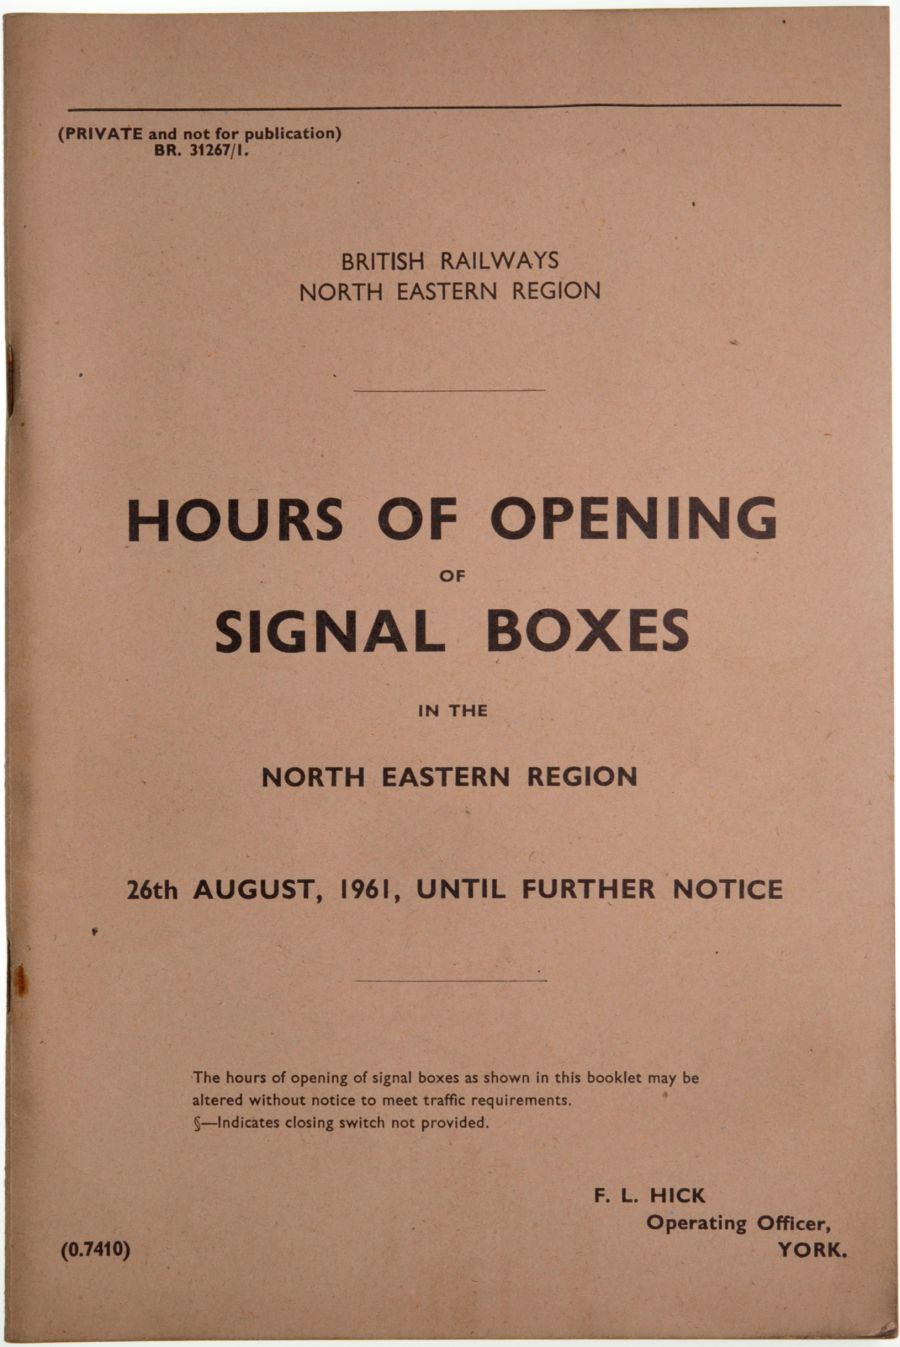 (PRIVATE and not for publication)
BR. 31267/1.
BRITISH RAILWAYS
NORTH EASTERN REGION
HOURS OF OPENING
OF
SIGNAL BOXES
IN THE
NORTH EASTERN REGION
26th AUGUST, 1961, UNTIL FURTHER NOTICE
The hours of opening of signal boxes as shown in this booklet may be
altered without notice to meet traffic requirements.
§—Indicates closing switch not provided.
F. L. HICK
Operating Officer,
YORK.
(0.7410)